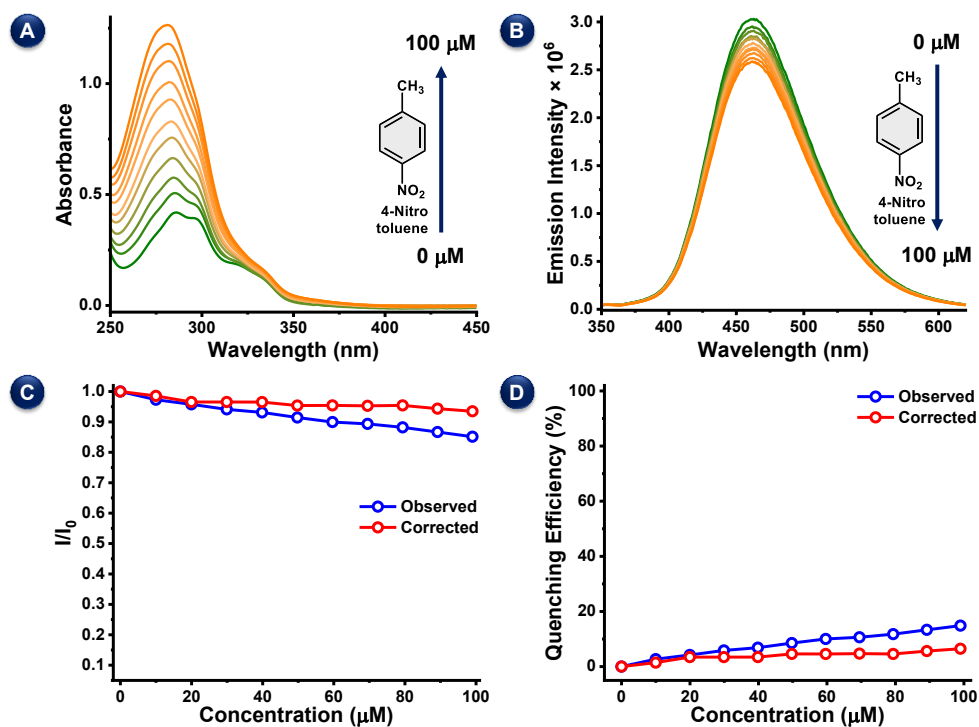 A
100 μM
CH3
NO2
4-Nitro
toluene
0 μM
1.0
0.5
0.0
Absorbance
250 300 350 400 450
Wavelength (nm)
B
0 μM
CH3
NO2
4-Nitro
toluene
100 μM
3.0
2.5
2.0
1.5
1.0
0.5
0.0
Emission Intensity × 10⁶
350 400 450 500 550 600
Wavelength (nm)
C
Observed
Corrected
1.0
0.9
0.8
0.7
0.6
0.5
0.4
0.3
0.2
0.1
I/I0
0 20 40 60 80 100
Concentration (μM)
D
Observed
Corrected
100
80
60
40
20
0
Quenching Efficiency (%)
0 20 40 60 80 100
Concentration (μM)